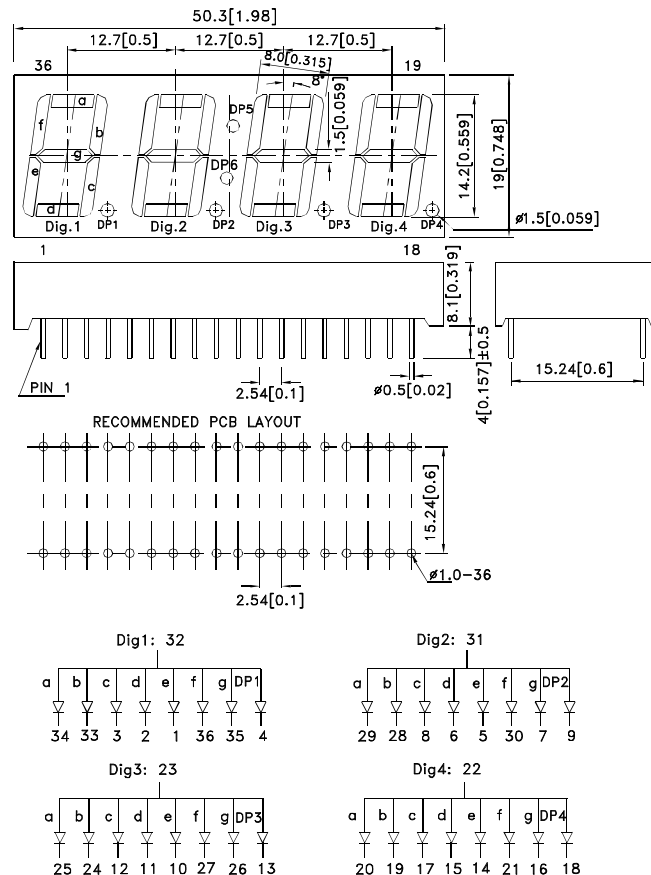 50.3[1.98]
12.7[0.5] 12.7[0.5] 12.7[0.5]
8.0[0.315]
8°
36 19
a
f b
g
e c
d
DP5
DP6
1.5[0.059]
14.2[0.559]
19[0.748]
Dig.1 DP1 Dig.2 DP2 Dig.3 DP3 Dig.4 DP4
ø1.5[0.059]
1 18
8.1[0.319]
4[0.157]±0.5
PIN 1
2.54[0.1]
ø0.5[0.02]
15.24[0.6]
RECOMMENDED PCB LAYOUT
15.24[0.6]
2.54[0.1]
ø1.0-36
Dig1: 32
a b c d e f g DP1
34 33 3 2 1 36 35 4
Dig2: 31
a b c d e f g DP2
29 28 8 6 5 30 7 9
Dig3: 23
a b c d e f g DP3
25 24 12 11 10 27 26 13
Dig4: 22
a b c d e f g DP4
20 19 17 15 14 21 16 18